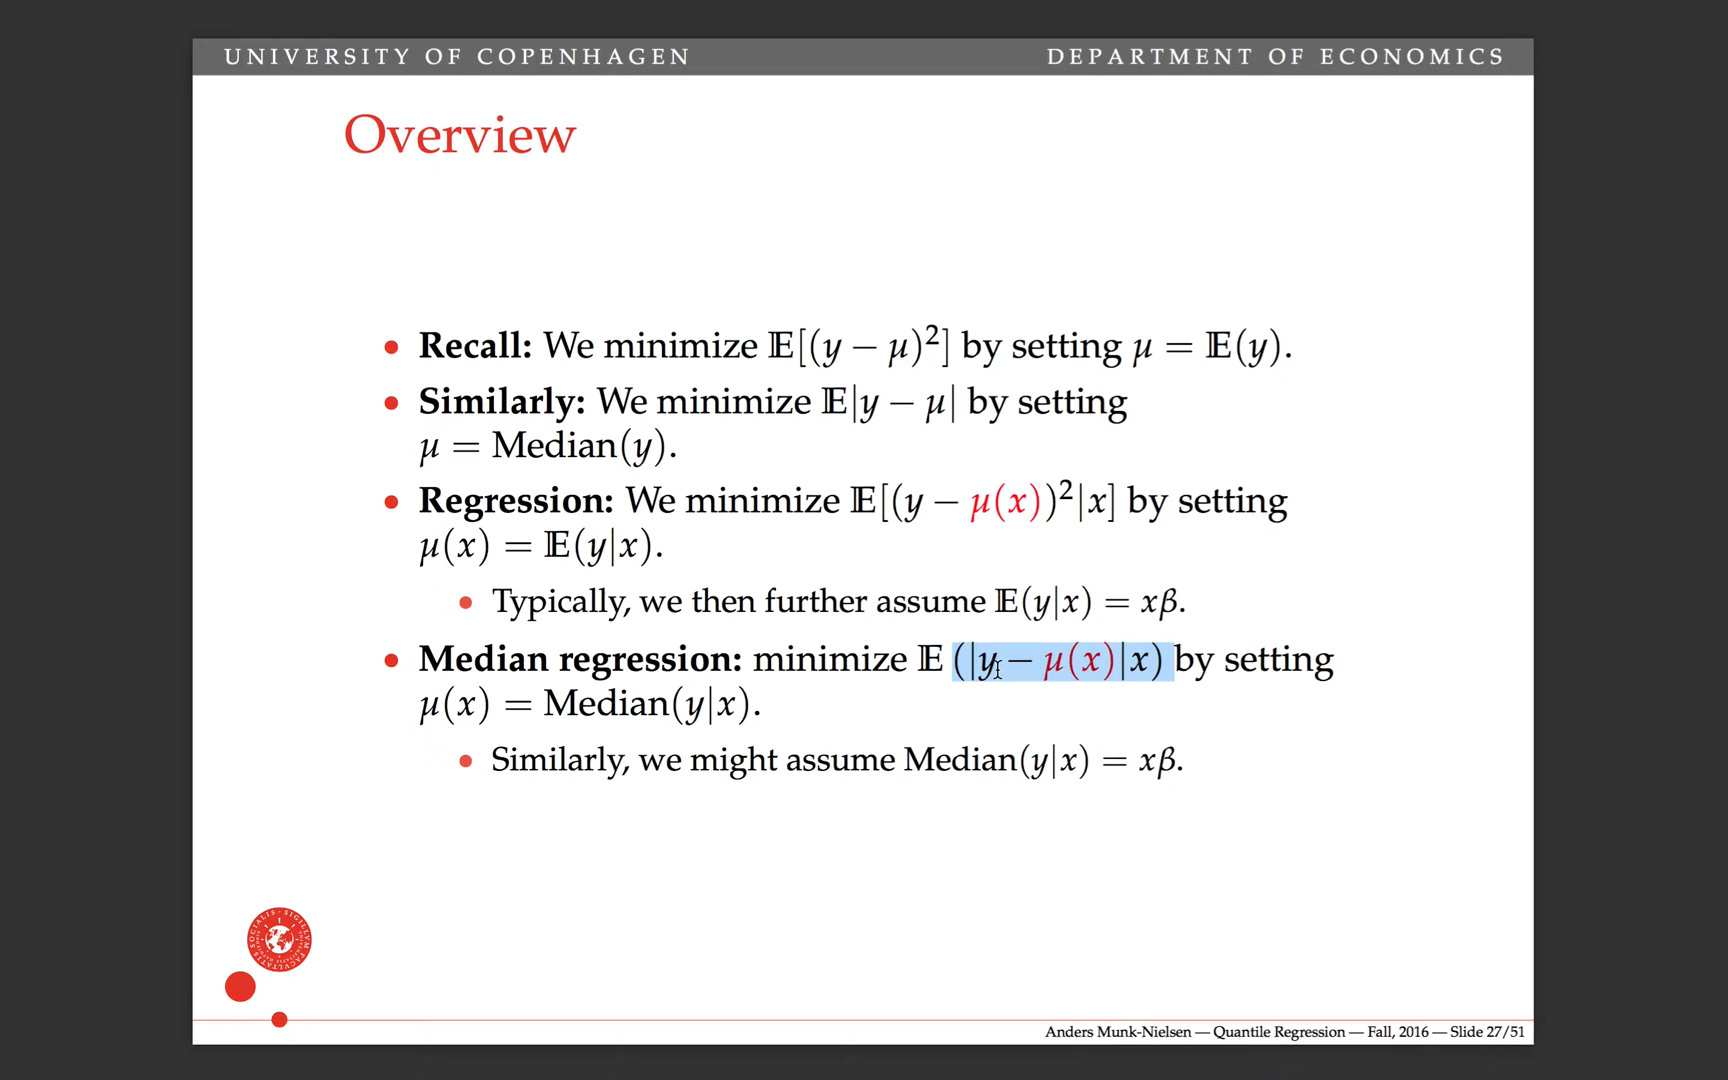 UNIVERSITY OF COPENHAGEN
DEPARTMENT OF ECONOMICS
Overview
• Recall: We minimize 𝔼[(y − μ)²] by setting μ = 𝔼(y).
• Similarly: We minimize 𝔼|y − μ| by setting
μ = Median(y).
• Regression: We minimize 𝔼[(y − μ(x))²|x] by setting
μ(x) = 𝔼(y|x).
• Typically, we then further assume 𝔼(y|x) = xβ.
• Median regression: minimize 𝔼 (|y − μ(x)|x) by setting
μ(x) = Median(y|x).
• Similarly, we might assume Median(y|x) = xβ.
Anders Munk-Nielsen — Quantile Regression — Fall, 2016 — Slide 27/51